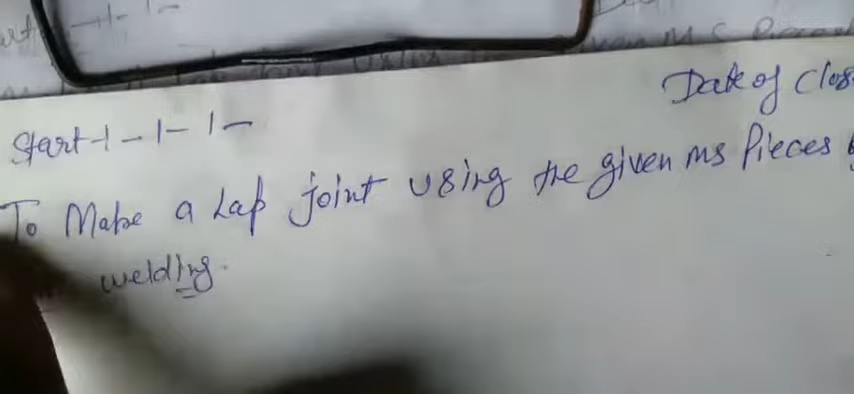 Date of Clos
Start-1-1-1-
To Make a Lap joint using the given ms Pieces
welding.